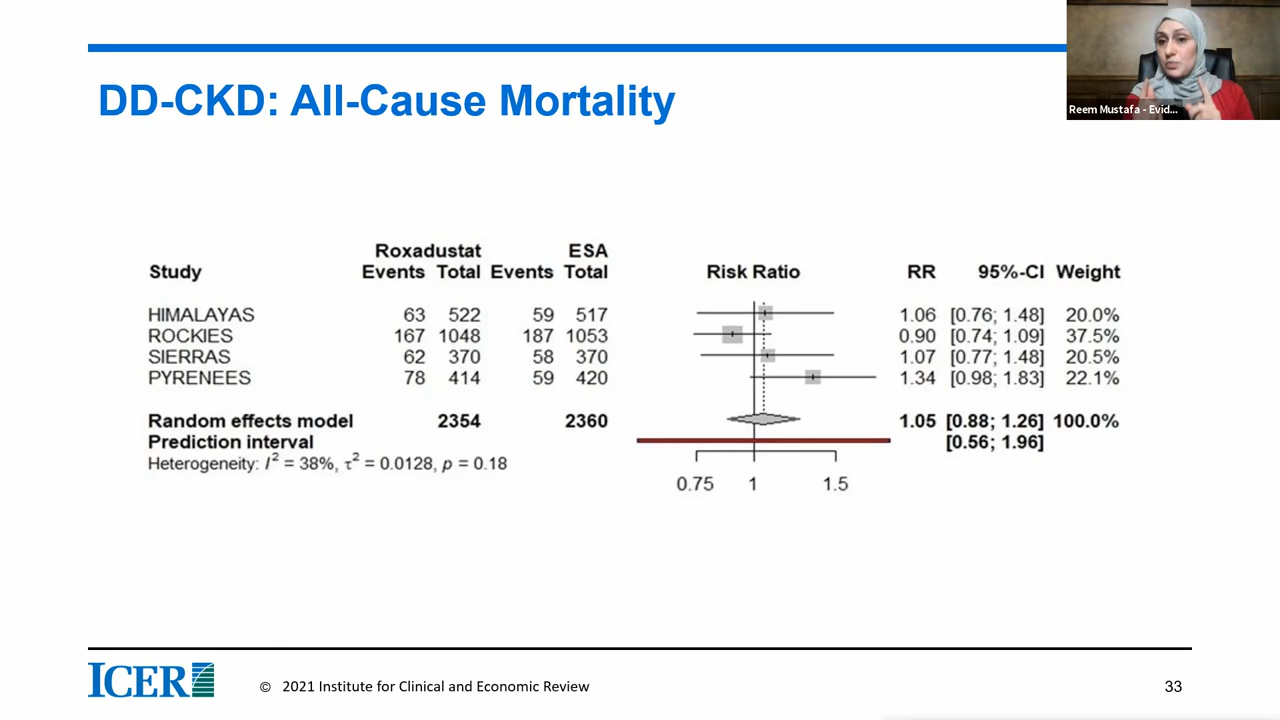 Reem Mustafa - Evid...
DD-CKD: All-Cause Mortality
Roxadustat ESA
Study Events Total Events Total Risk Ratio RR 95%-CI Weight
HIMALAYAS 63 522 59 517 1.06 [0.76; 1.48] 20.0%
ROCKIES 167 1048 187 1053 0.90 [0.74; 1.09] 37.5%
SIERRAS 62 370 58 370 1.07 [0.77; 1.48] 20.5%
PYRENEES 78 414 59 420 1.34 [0.98; 1.83] 22.1%
Random effects model 2354 2360 1.05 [0.88; 1.26] 100.0%
Prediction interval [0.56; 1.96]
Heterogeneity: I² = 38%, τ² = 0.0128, p = 0.18
0.75 1 1.5
ICER © 2021 Institute for Clinical and Economic Review 33